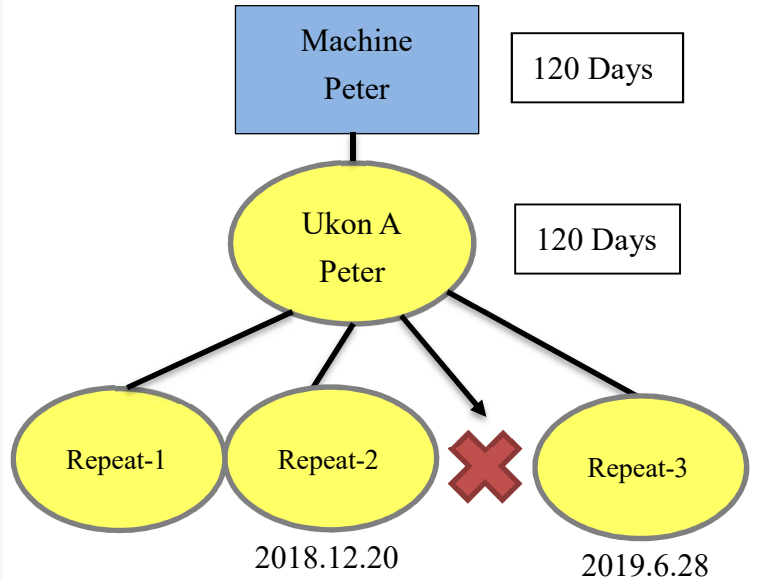 Machine
Peter
120 Days
Ukon A
Peter
120 Days
Repeat-1
Repeat-2
Repeat-3
2018.12.20
2019.6.28